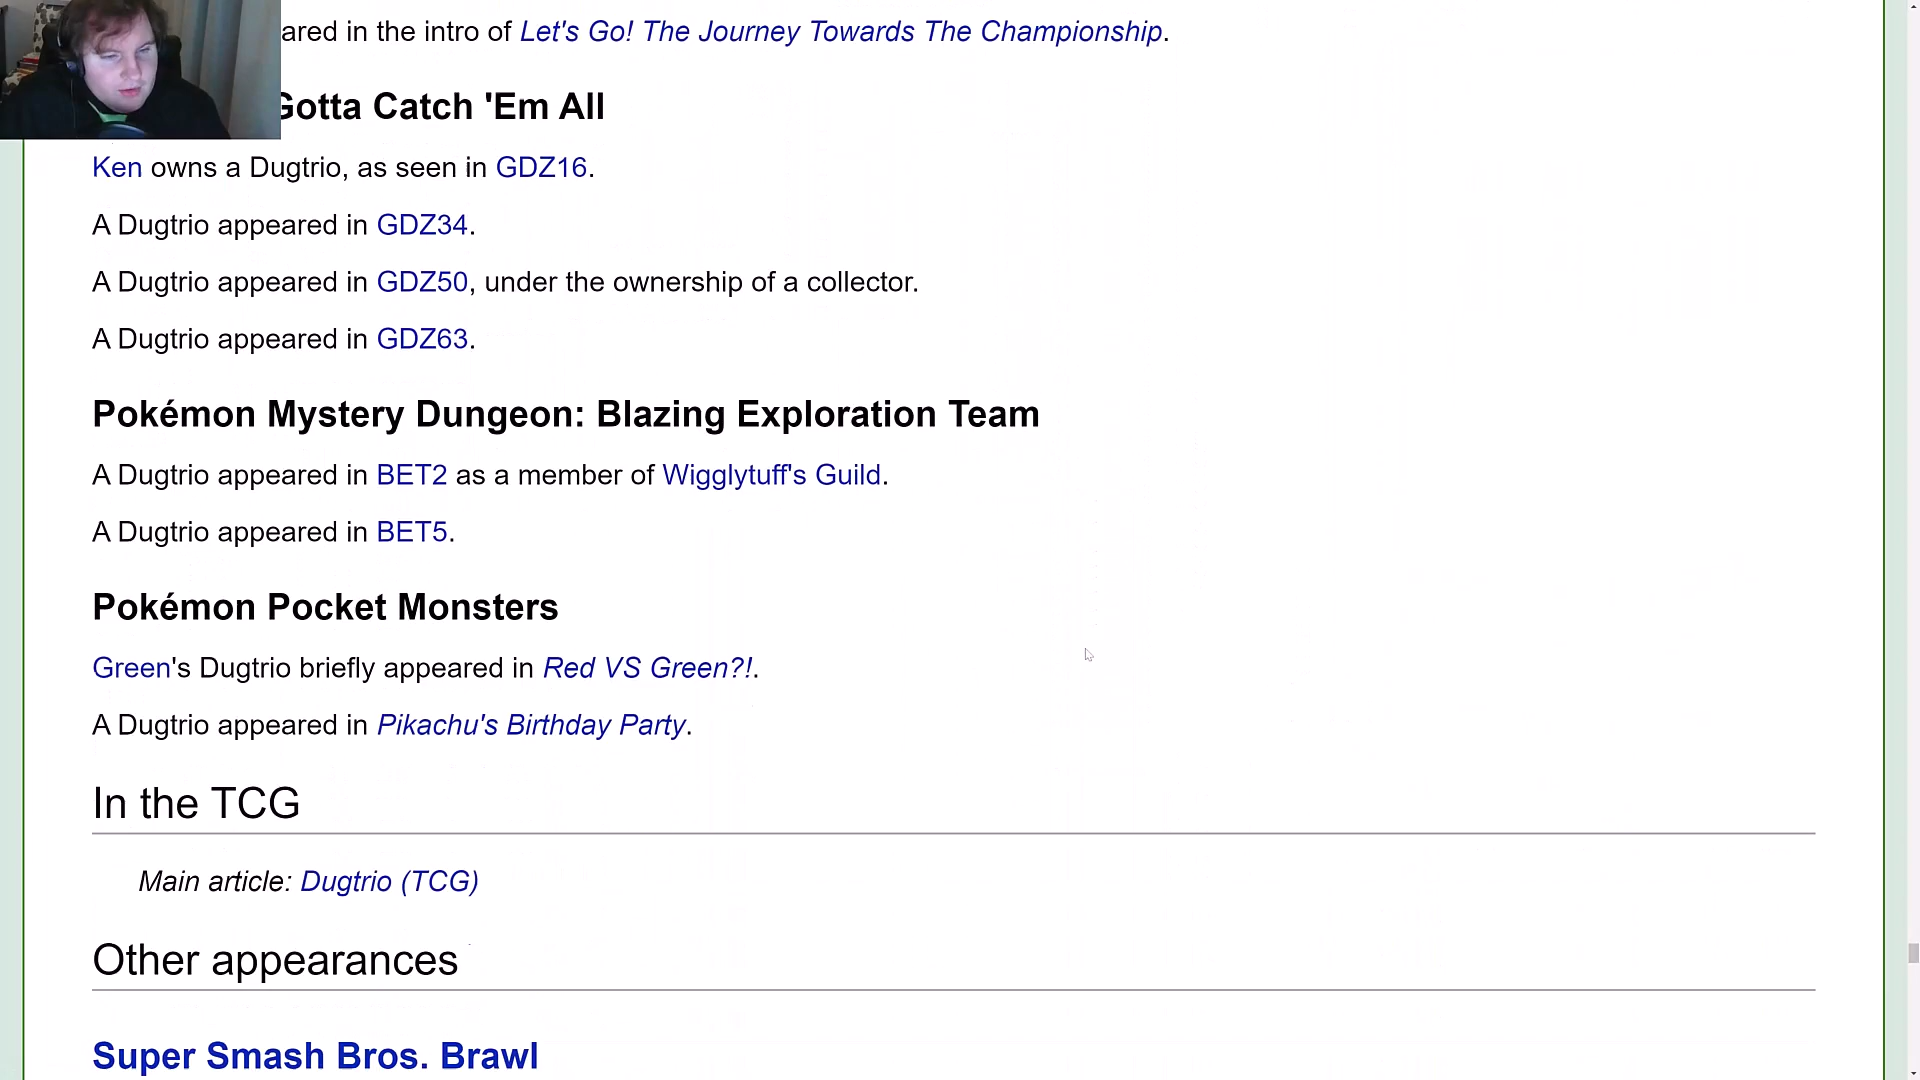 ared in the intro of Let's Go! The Journey Towards The Championship.
Gotta Catch 'Em All
Ken owns a Dugtrio, as seen in GDZ16.
A Dugtrio appeared in GDZ34.
A Dugtrio appeared in GDZ50, under the ownership of a collector.
A Dugtrio appeared in GDZ63.
Pokémon Mystery Dungeon: Blazing Exploration Team
A Dugtrio appeared in BET2 as a member of Wigglytuff's Guild.
A Dugtrio appeared in BET5.
Pokémon Pocket Monsters
Green's Dugtrio briefly appeared in Red VS Green?!.
A Dugtrio appeared in Pikachu's Birthday Party.
In the TCG
Main article: Dugtrio (TCG)
Other appearances
Super Smash Bros. Brawl